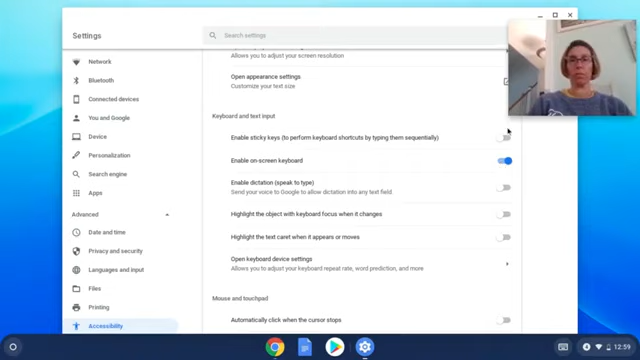 Settings
Search settings
Network
Bluetooth
Connected devices
You and Google
Device
Personalization
Search engine
Apps
Advanced
Date and time
Privacy and security
Languages and input
Files
Printing
Accessibility
Allows you to adjust your screen resolution
Open appearance settings
Customize your text size
Keyboard and text input
Enable sticky keys (to perform keyboard shortcuts by typing them sequentially)
Enable on-screen keyboard
Enable dictation (speak to type)
Send your voice to Google to allow dictation into any text field.
Highlight the object with keyboard focus when it changes
Highlight the text caret when it appears or moves
Open keyboard device settings
Allows you to adjust your keyboard repeat rate, word prediction, and more
Mouse and touchpad
Automatically click when the cursor stops
12:59